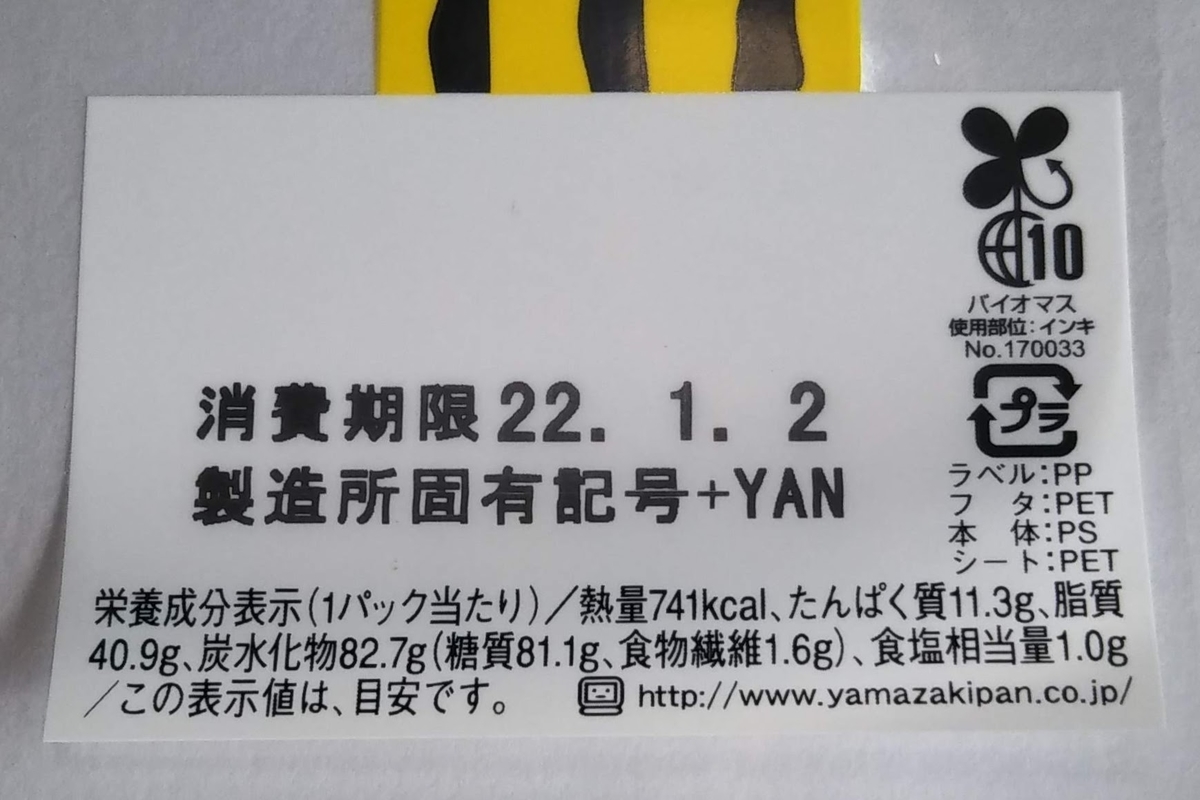 10
バイオマス
使用部位:インキ
No.170033
プラ
ラベル:PP
フタ:PET
本体:PS
シート:PET
消費期限22. 1. 2
製造所固有記号+YAN
栄養成分表示(1パック当たり)/熱量741kcal、たんぱく質11.3g、脂質
40.9g、炭水化物82.7g(糖質81.1g、食物繊維1.6g)、食塩相当量1.0g
/この表示値は、目安です。 http://www.yamazakipan.co.jp/